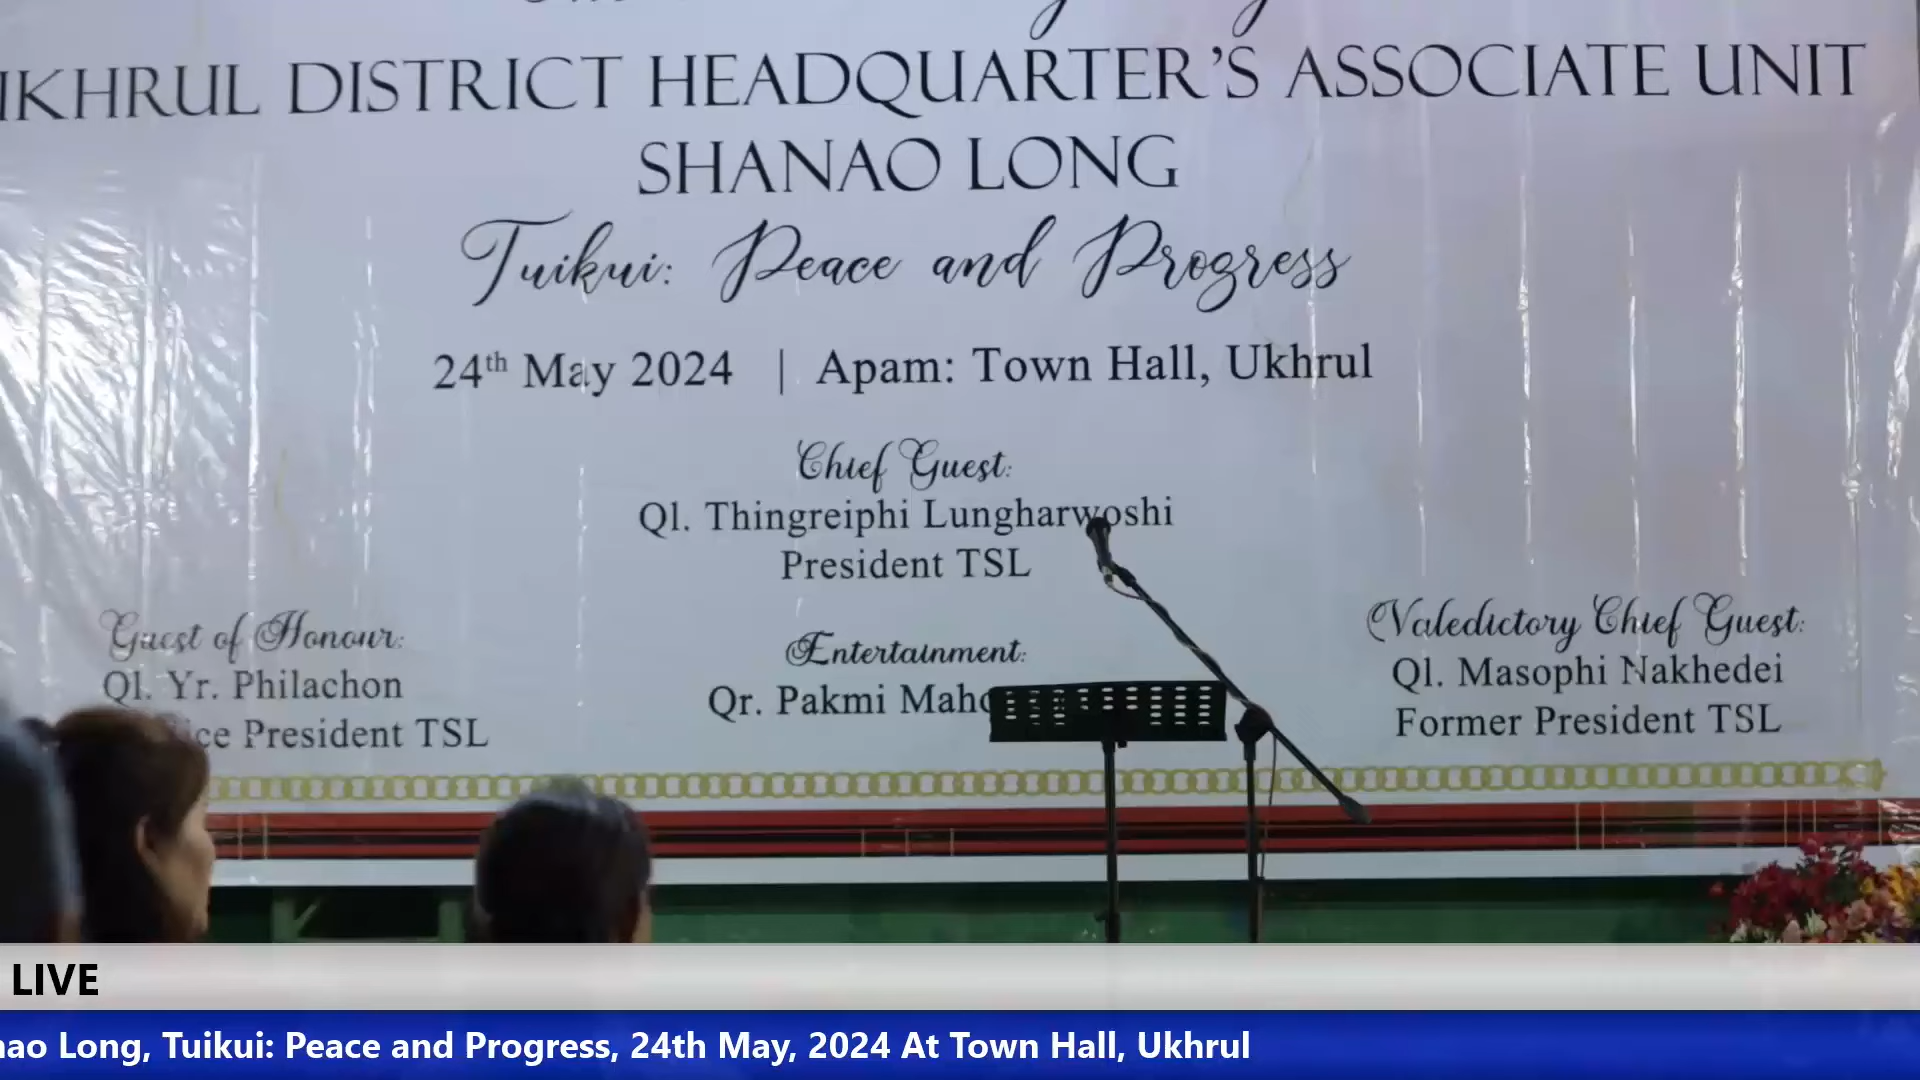 DISTRICT HEADQUARTER'S ASSOCIATE UNIT
SHANAO LONG
Tuikui: Peace and Progress
24th May 2024 | Apam: Town Hall, Ukhrul
Chief Guest:
Ql. Thingreiphi Lungharwoshi
President TSL
Guest of Honour:
Ql. Yr. Philachon
President TSL
Entertainment:
Qr. Pakmi
Valedictory Chief Guest:
Ql. Masophi Nakhedei
Former President TSL
LIVE
Long, Tuikui: Peace and Progress, 24th May, 2024 At Town Hall, Ukhrul